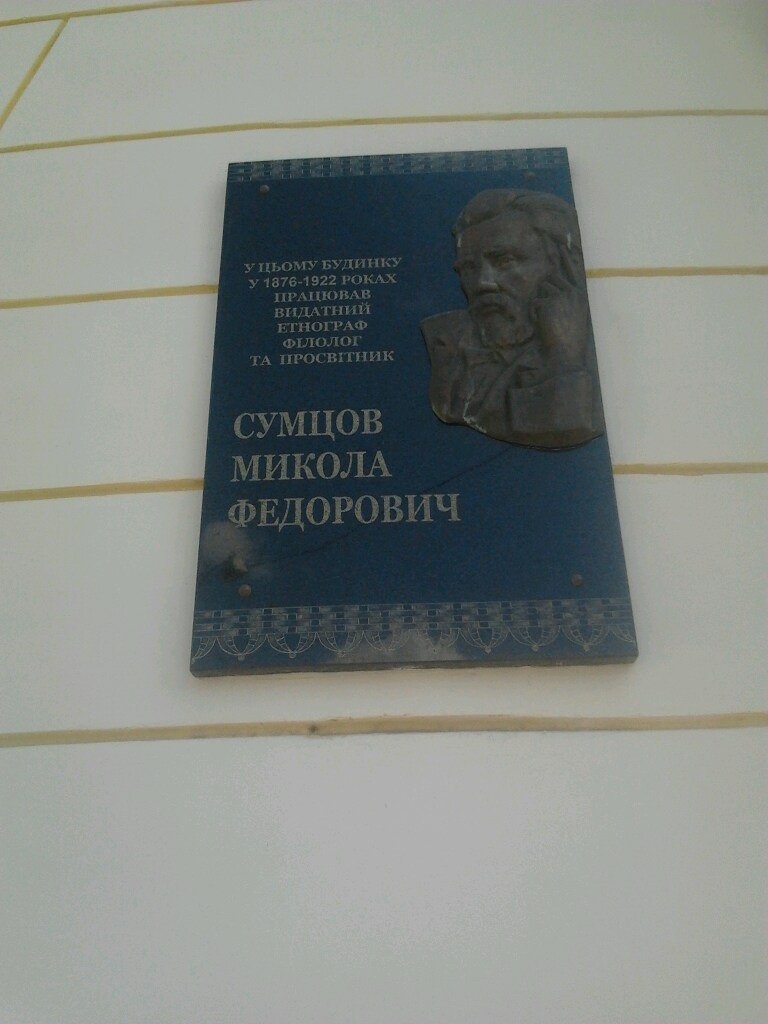 У ЦЬОМУ БУДИНКУ
У 1876-1922 РОКАХ
ПРАЦЮВАВ
ВИДАТНИЙ
ЕТНОГРАФ
ФІЛОЛОГ
ТА ПРОСВІТНИК
СУМЦОВ
МИКОЛА
ФЕДОРОВИЧ